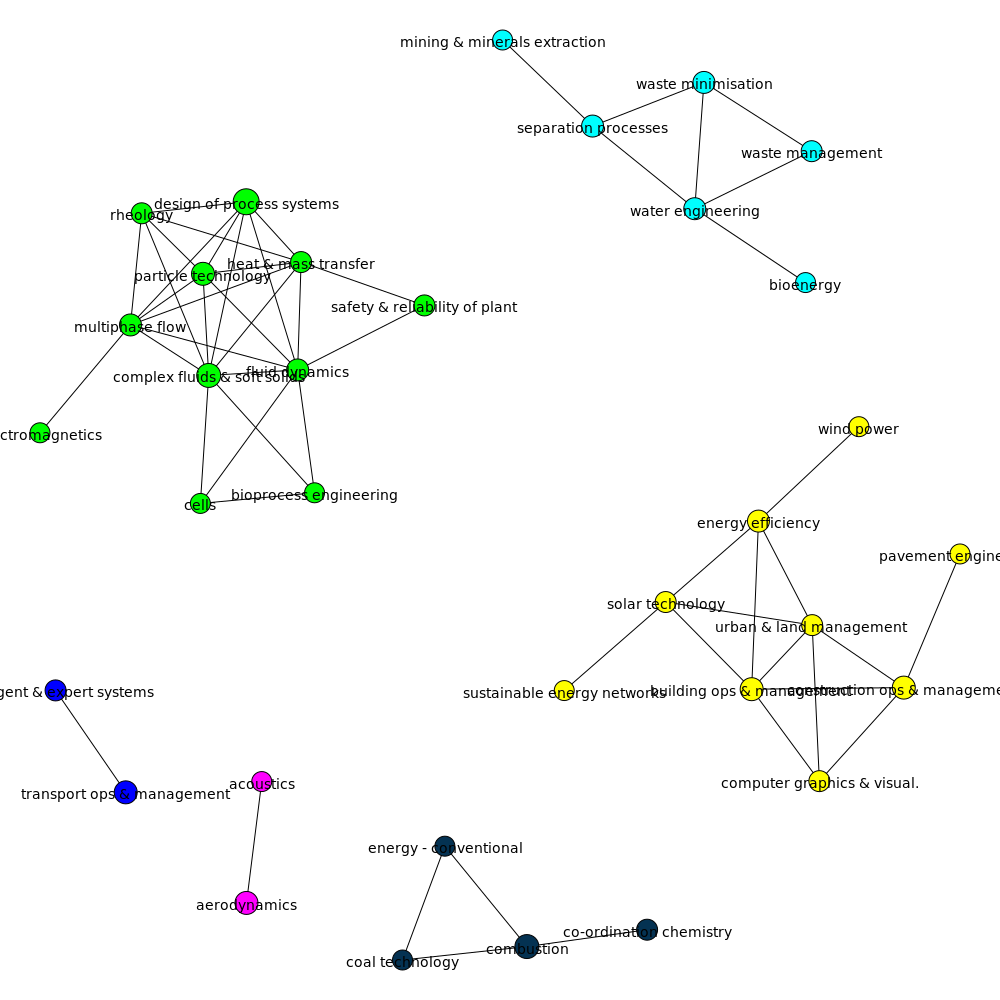 mining & minerals extraction
waste minimisation
separation processes
waste management
design of process systems
rheology
water engineering
heat & mass transfer
particle technology
bioenergy
safety & reliability of plant
multiphase flow
fluid dynamics
complex fluids & soft solids
wind power
ctromagnetics
bioprocess engineering
cells
energy efficiency
pavement engine
solar technology
urban & land management
gent & expert systems
sustainable energy networks
building ops & management
construction ops & manageme
acoustics
computer graphics & visual.
transport ops & management
energy - conventional
aerodynamics
co-ordination chemistry
combustion
coal technology